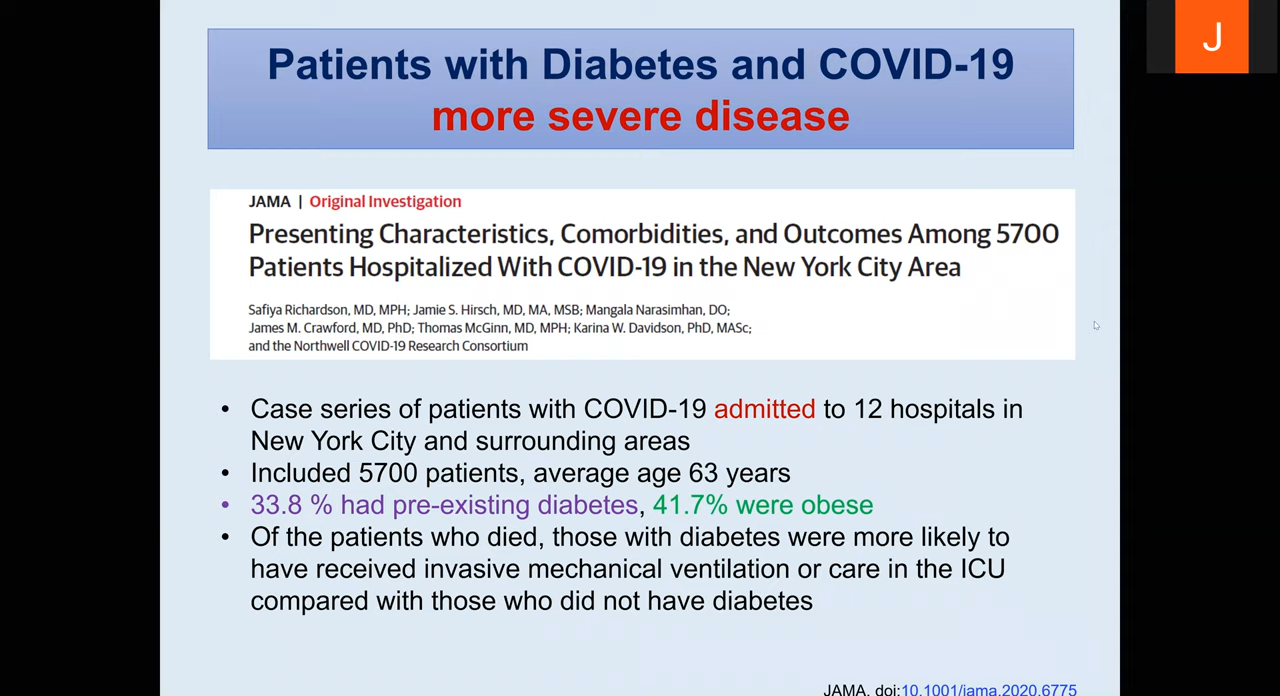 J
Patients with Diabetes and COVID-19
more severe disease
JAMA | Original Investigation
Presenting Characteristics, Comorbidities, and Outcomes Among 5700
Patients Hospitalized With COVID-19 in the New York City Area
Safiya Richardson, MD, MPH; Jamie S. Hirsch, MD, MA, MSB; Mangala Narasimhan, DO;
James M. Crawford, MD, PhD; Thomas McGinn, MD, MPH; Karina W. Davidson, PhD, MASc;
and the Northwell COVID-19 Research Consortium
• Case series of patients with COVID-19 admitted to 12 hospitals in
New York City and surrounding areas
• Included 5700 patients, average age 63 years
• 33.8 % had pre-existing diabetes, 41.7% were obese
• Of the patients who died, those with diabetes were more likely to
have received invasive mechanical ventilation or care in the ICU
compared with those who did not have diabetes
JAMA. doi:10.1001/jama.2020.6775